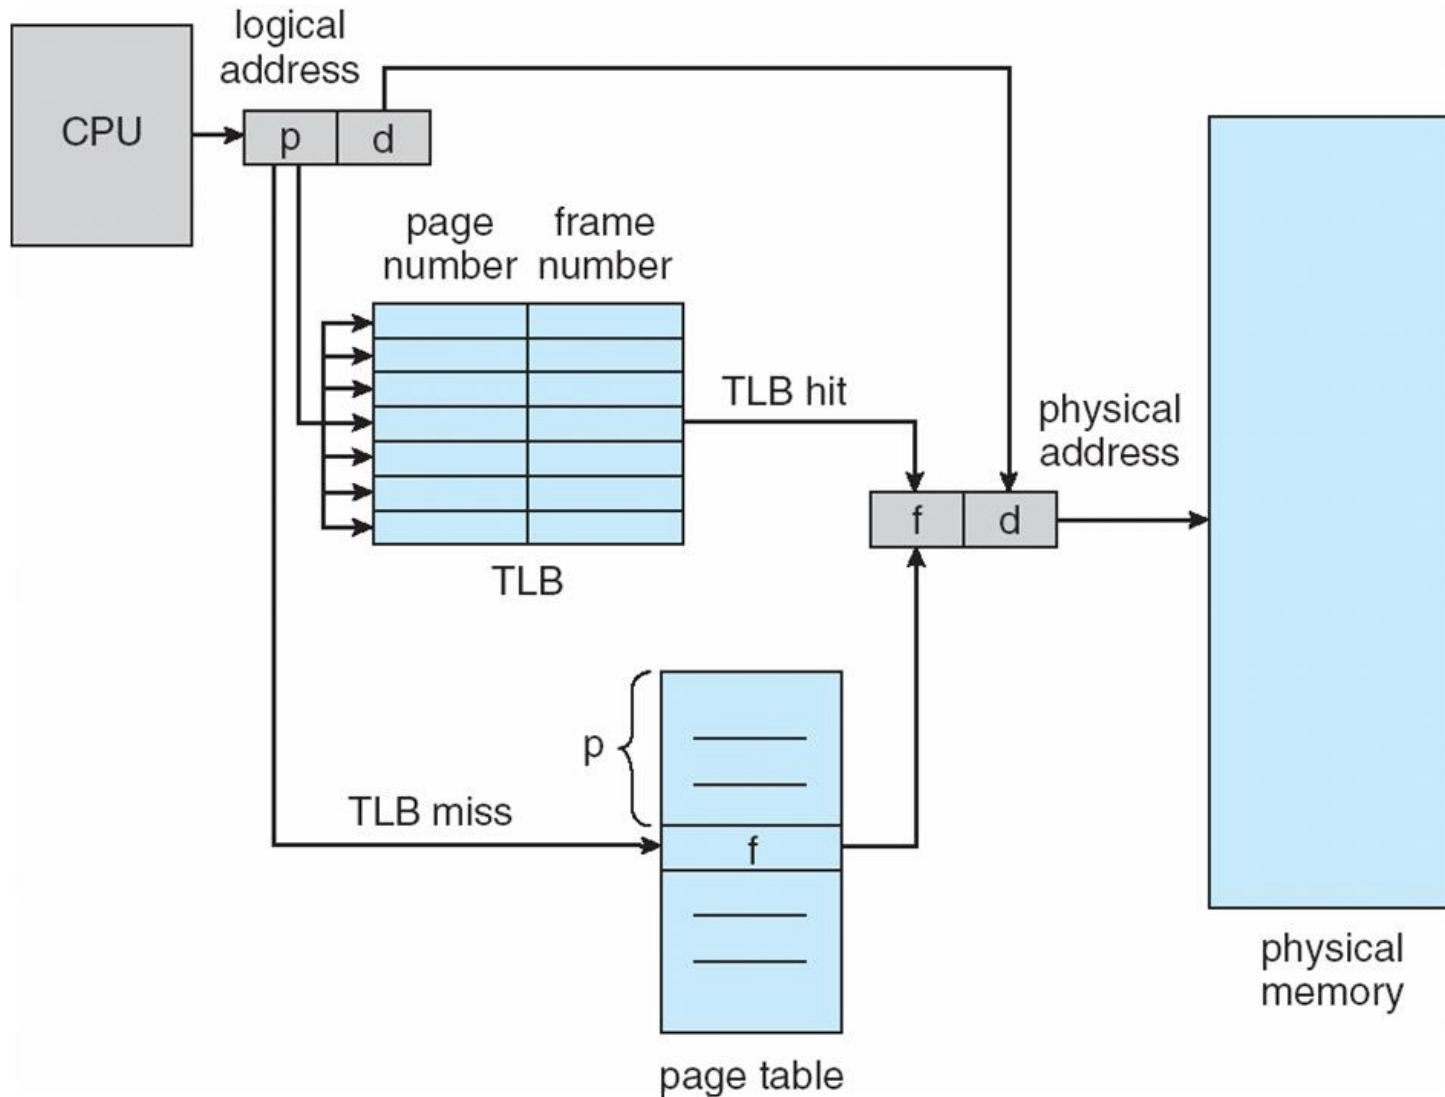 logical
address
CPU
p
d
page
number
frame
number
TLB hit
physical
address
f
d
TLB
p
TLB miss
f
physical
memory
page table